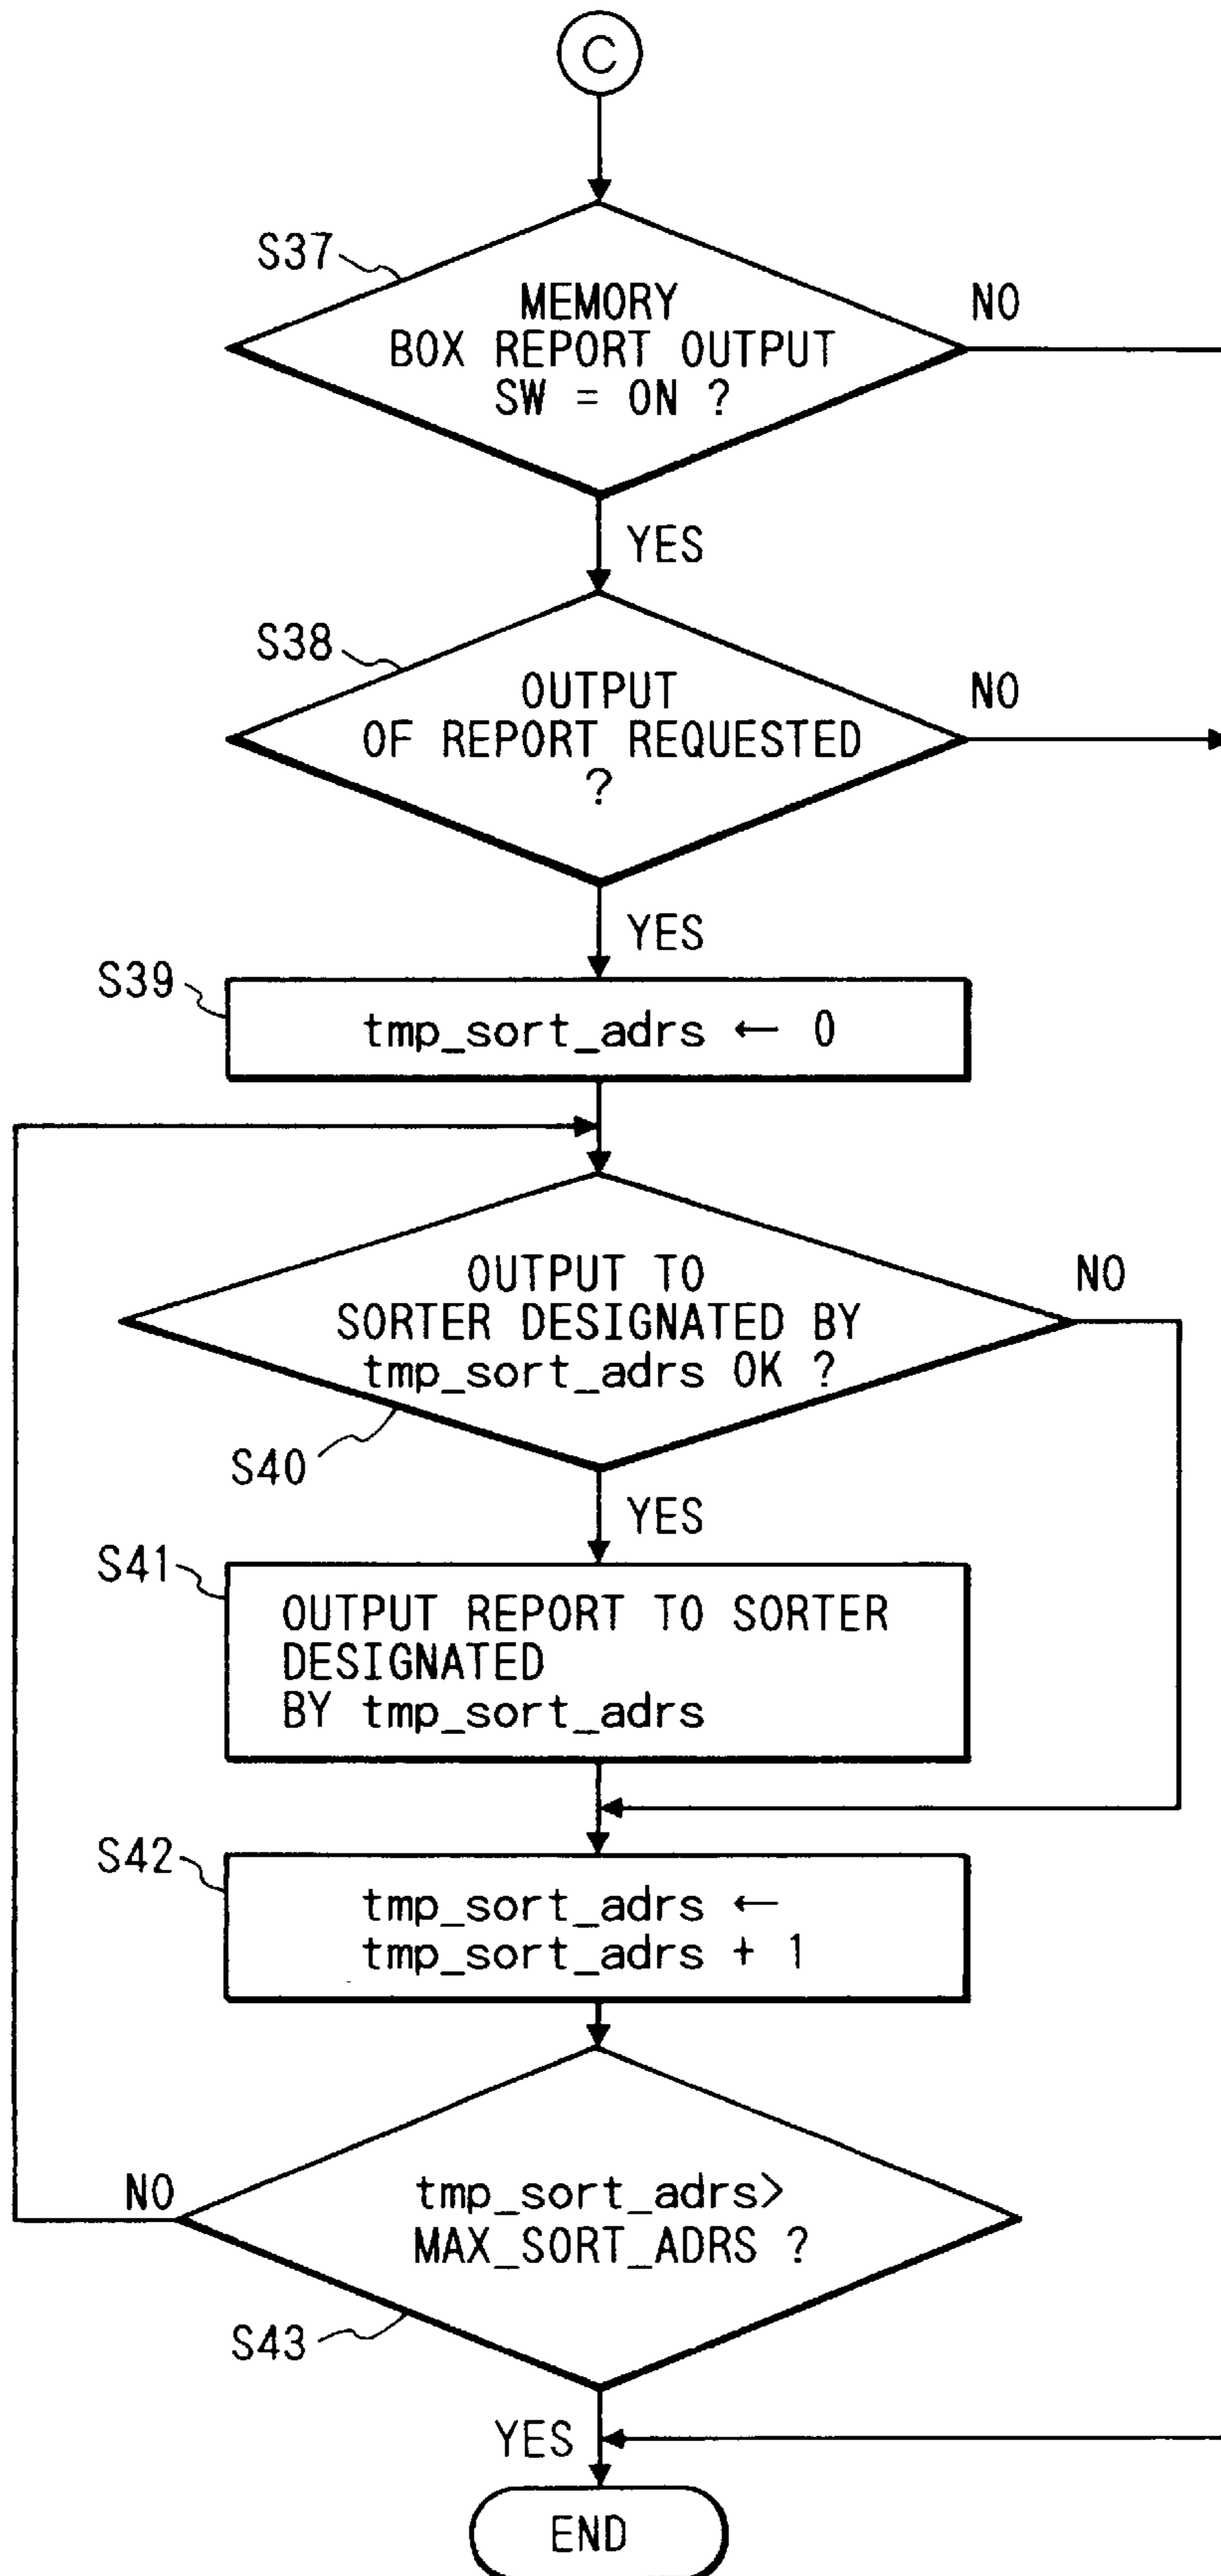 C
S37
MEMORY
BOX REPORT OUTPUT
SW = ON ?
NO
YES
S38
OUTPUT
OF REPORT REQUESTED
?
NO
YES
S39
tmp_sort_adrs ← 0
OUTPUT TO
SORTER DESIGNATED BY
tmp_sort_adrs OK ?
NO
S40
YES
S41
OUTPUT REPORT TO SORTER
DESIGNATED
BY tmp_sort_adrs
S42
tmp_sort_adrs ←
tmp_sort_adrs + 1
NO
tmp_sort_adrs>
MAX_SORT_ADRS ?
S43
YES
END